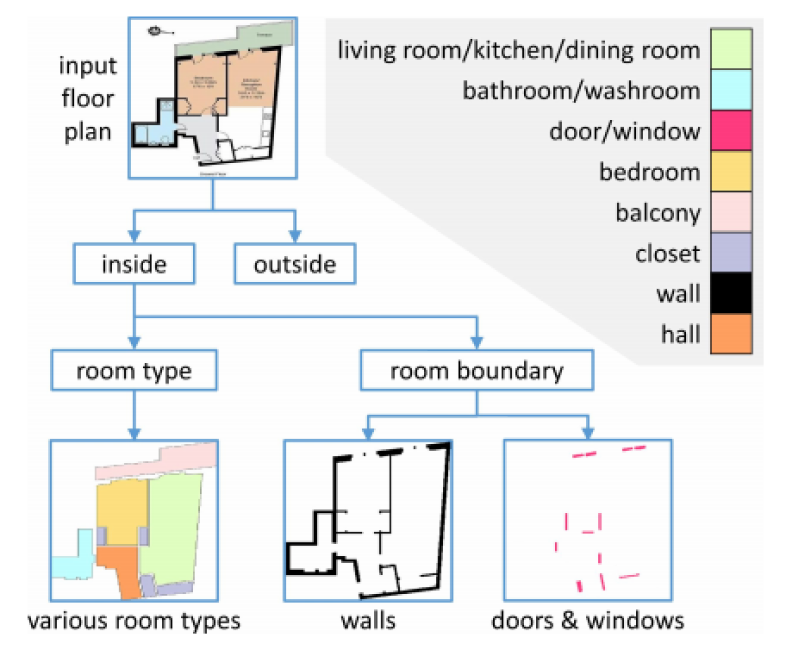 input
floor
plan
living room/kitchen/dining room
bathroom/washroom
door/window
bedroom
balcony
closet
wall
hall
inside
outside
room type
room boundary
various room types
walls
doors & windows